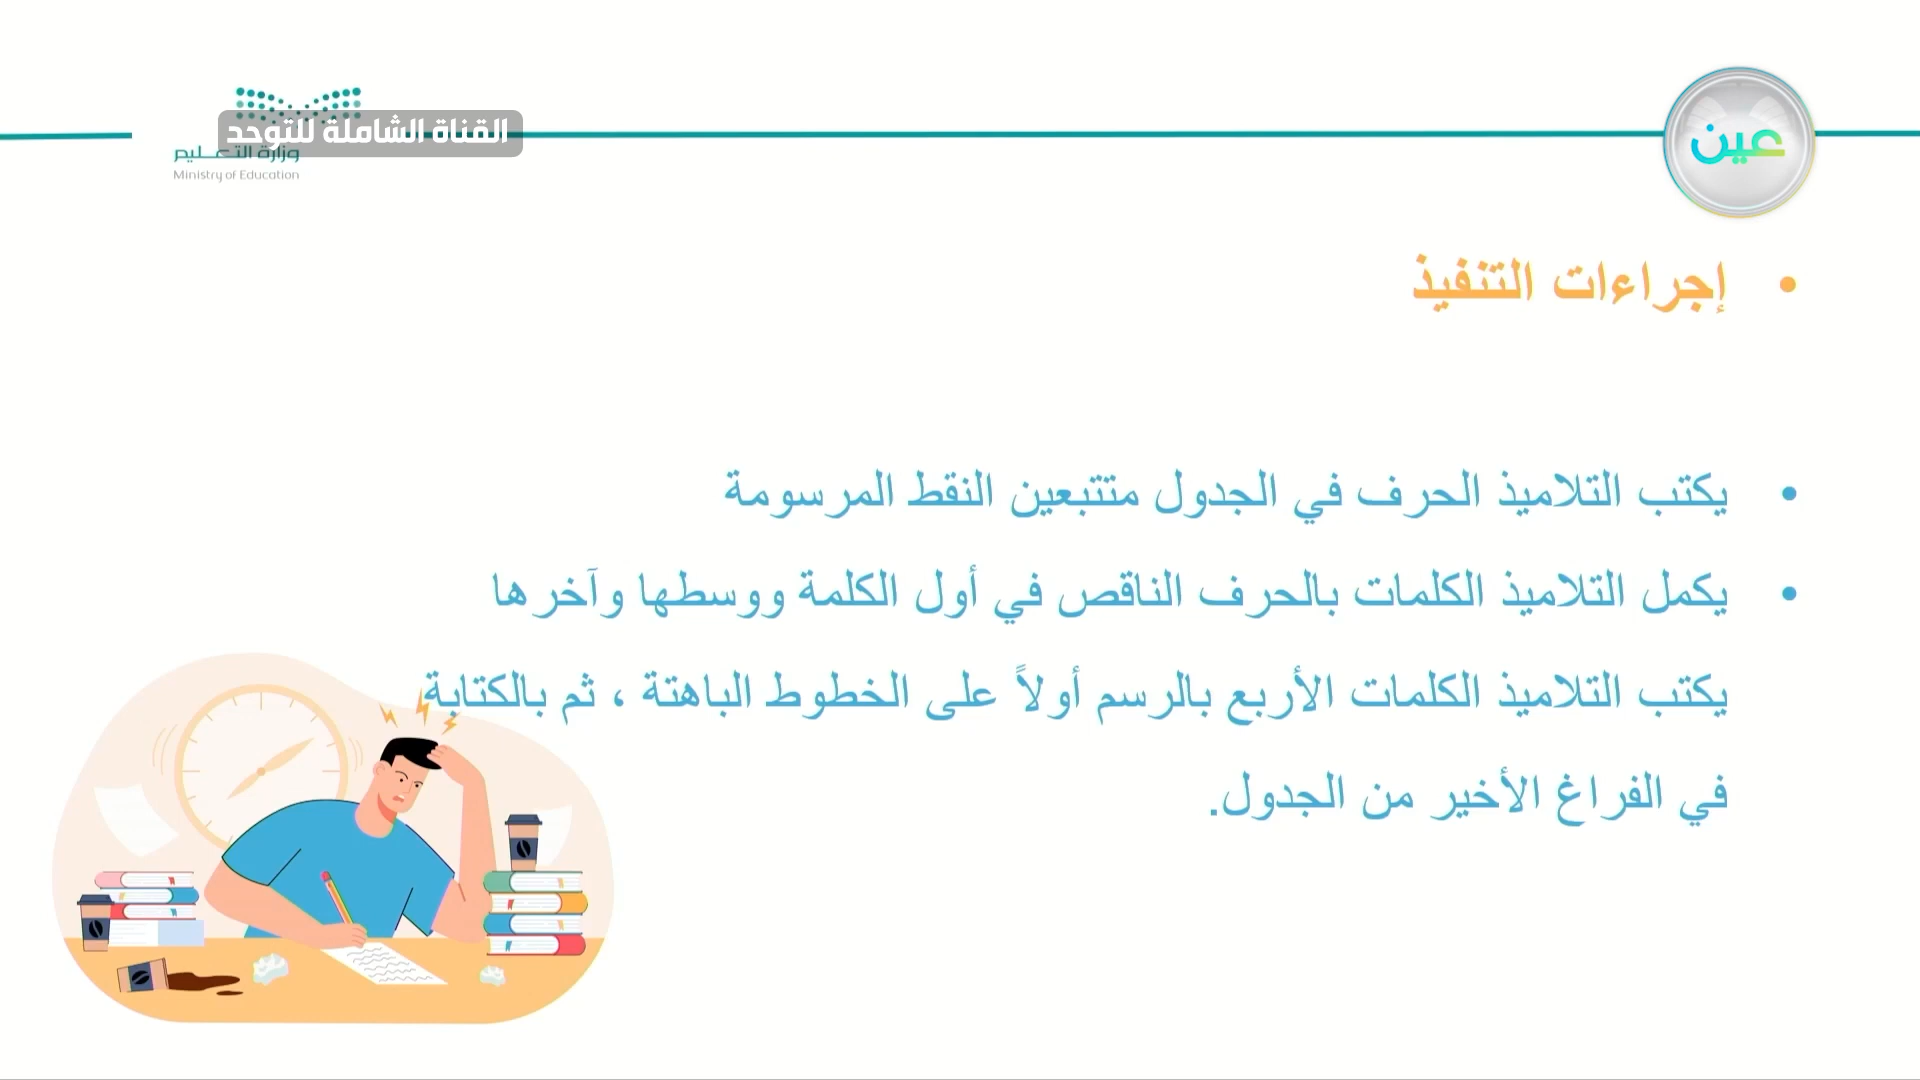 القناة الشاملة للتوحد
وزارة التعليم
Ministry of Education
عين
إجراءات التنفيذ
يكتب التلاميذ الحرف في الجدول متتبعين النقط المرسومة
يكمل التلاميذ الكلمات بالحرف الناقص في أول الكلمة ووسطها وآخرها
يكتب التلاميذ الكلمات الأربع بالرسم أولاً على الخطوط الباهتة ، ثم بالكتابة
في الفراغ الأخير من الجدول.